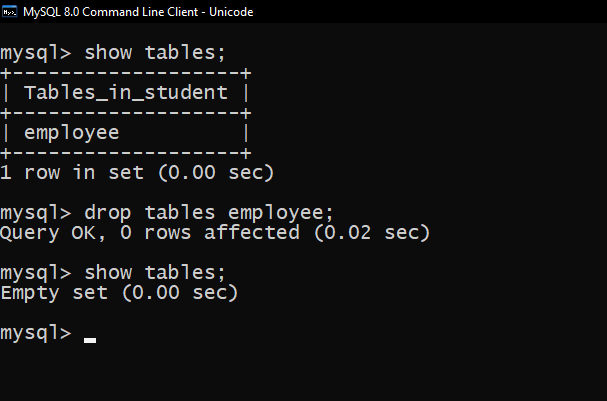 MySQL 8.0 Command Line Client - Unicode
mysql> show tables;
+-------------------+
| Tables_in_student |
+-------------------+
| employee          |
+-------------------+
1 row in set (0.00 sec)
mysql> drop tables employee;
Query OK, 0 rows affected (0.02 sec)
mysql> show tables;
Empty set (0.00 sec)
mysql> _